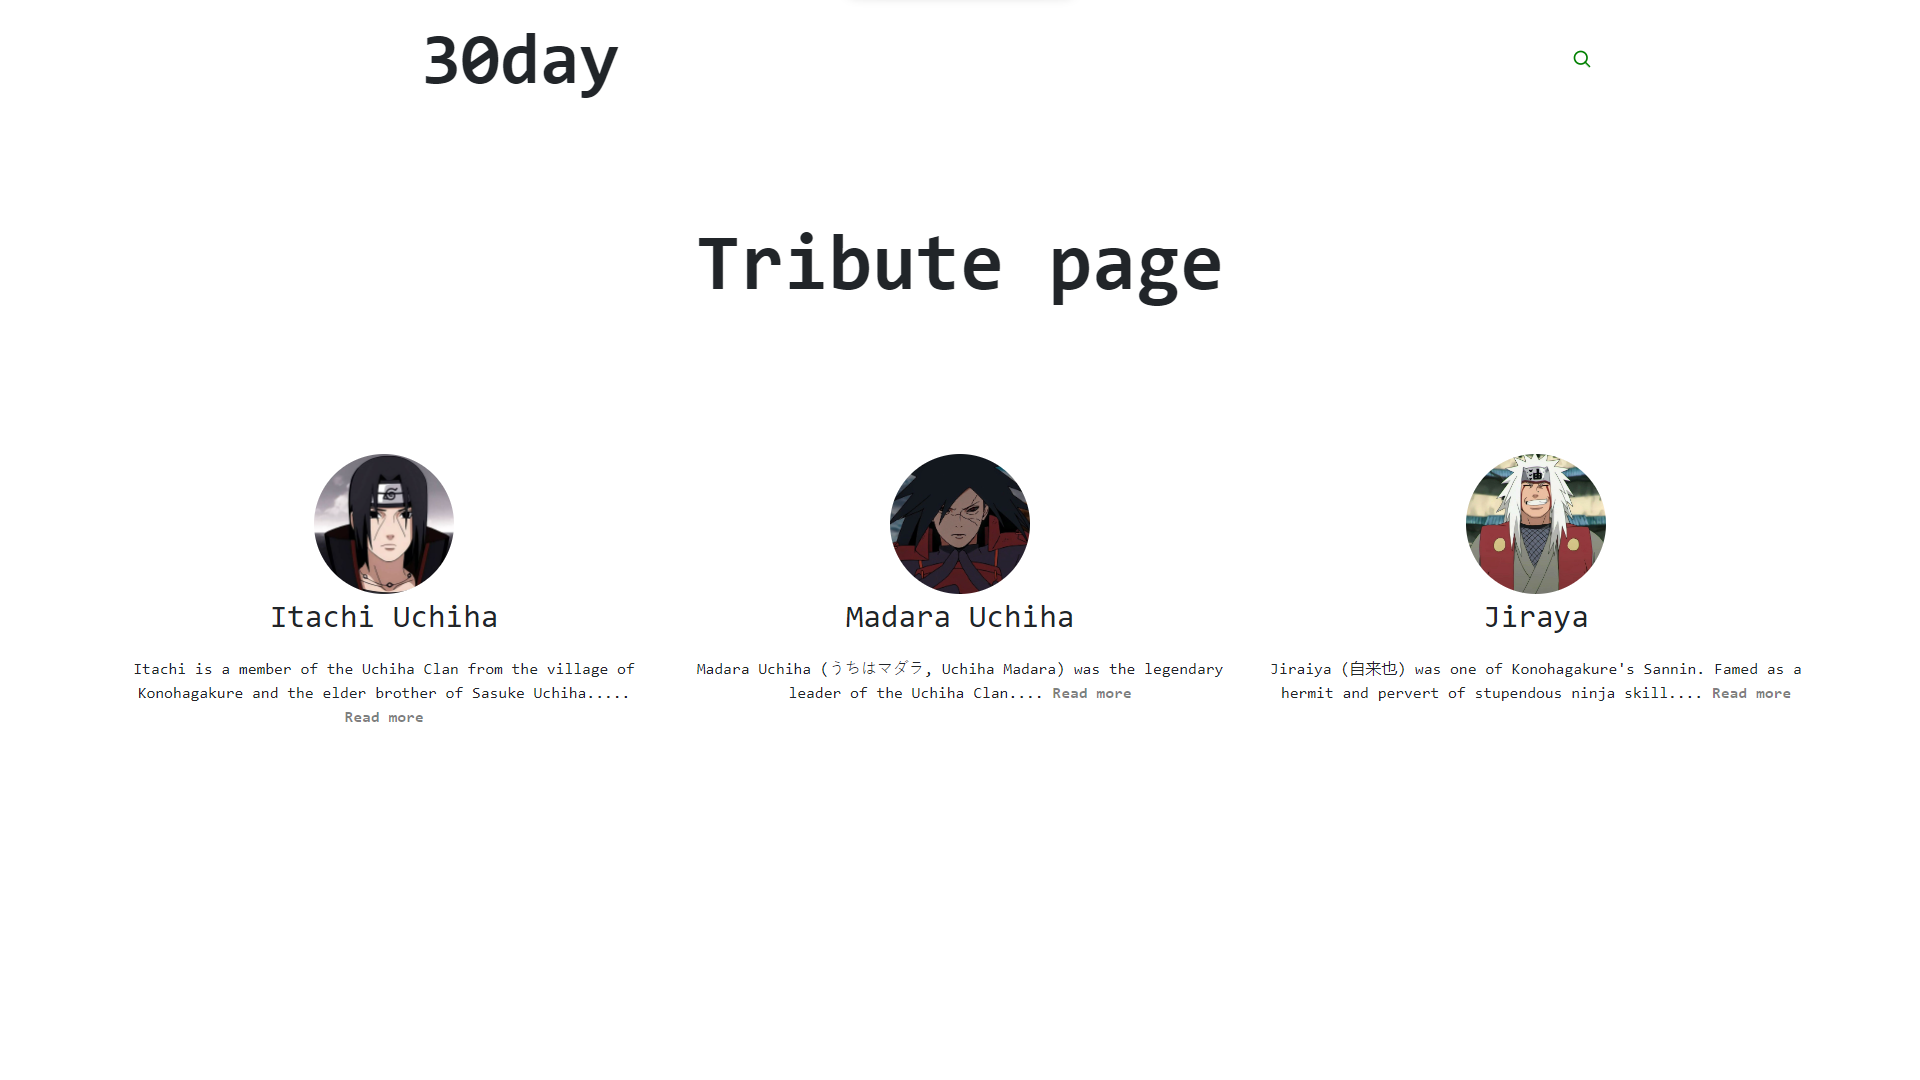 30day
Tribute page
Itachi Uchiha
Itachi is a member of the Uchiha Clan from the village of
Konohagakure and the elder brother of Sasuke Uchiha.....
Read more
Madara Uchiha
Madara Uchiha (うちはマダラ, Uchiha Madara) was the legendary
leader of the Uchiha Clan.... Read more
油
Jiraya
Jiraiya (自来也) was one of Konohagakure's Sannin. Famed as a
hermit and pervert of stupendous ninja skill.... Read more